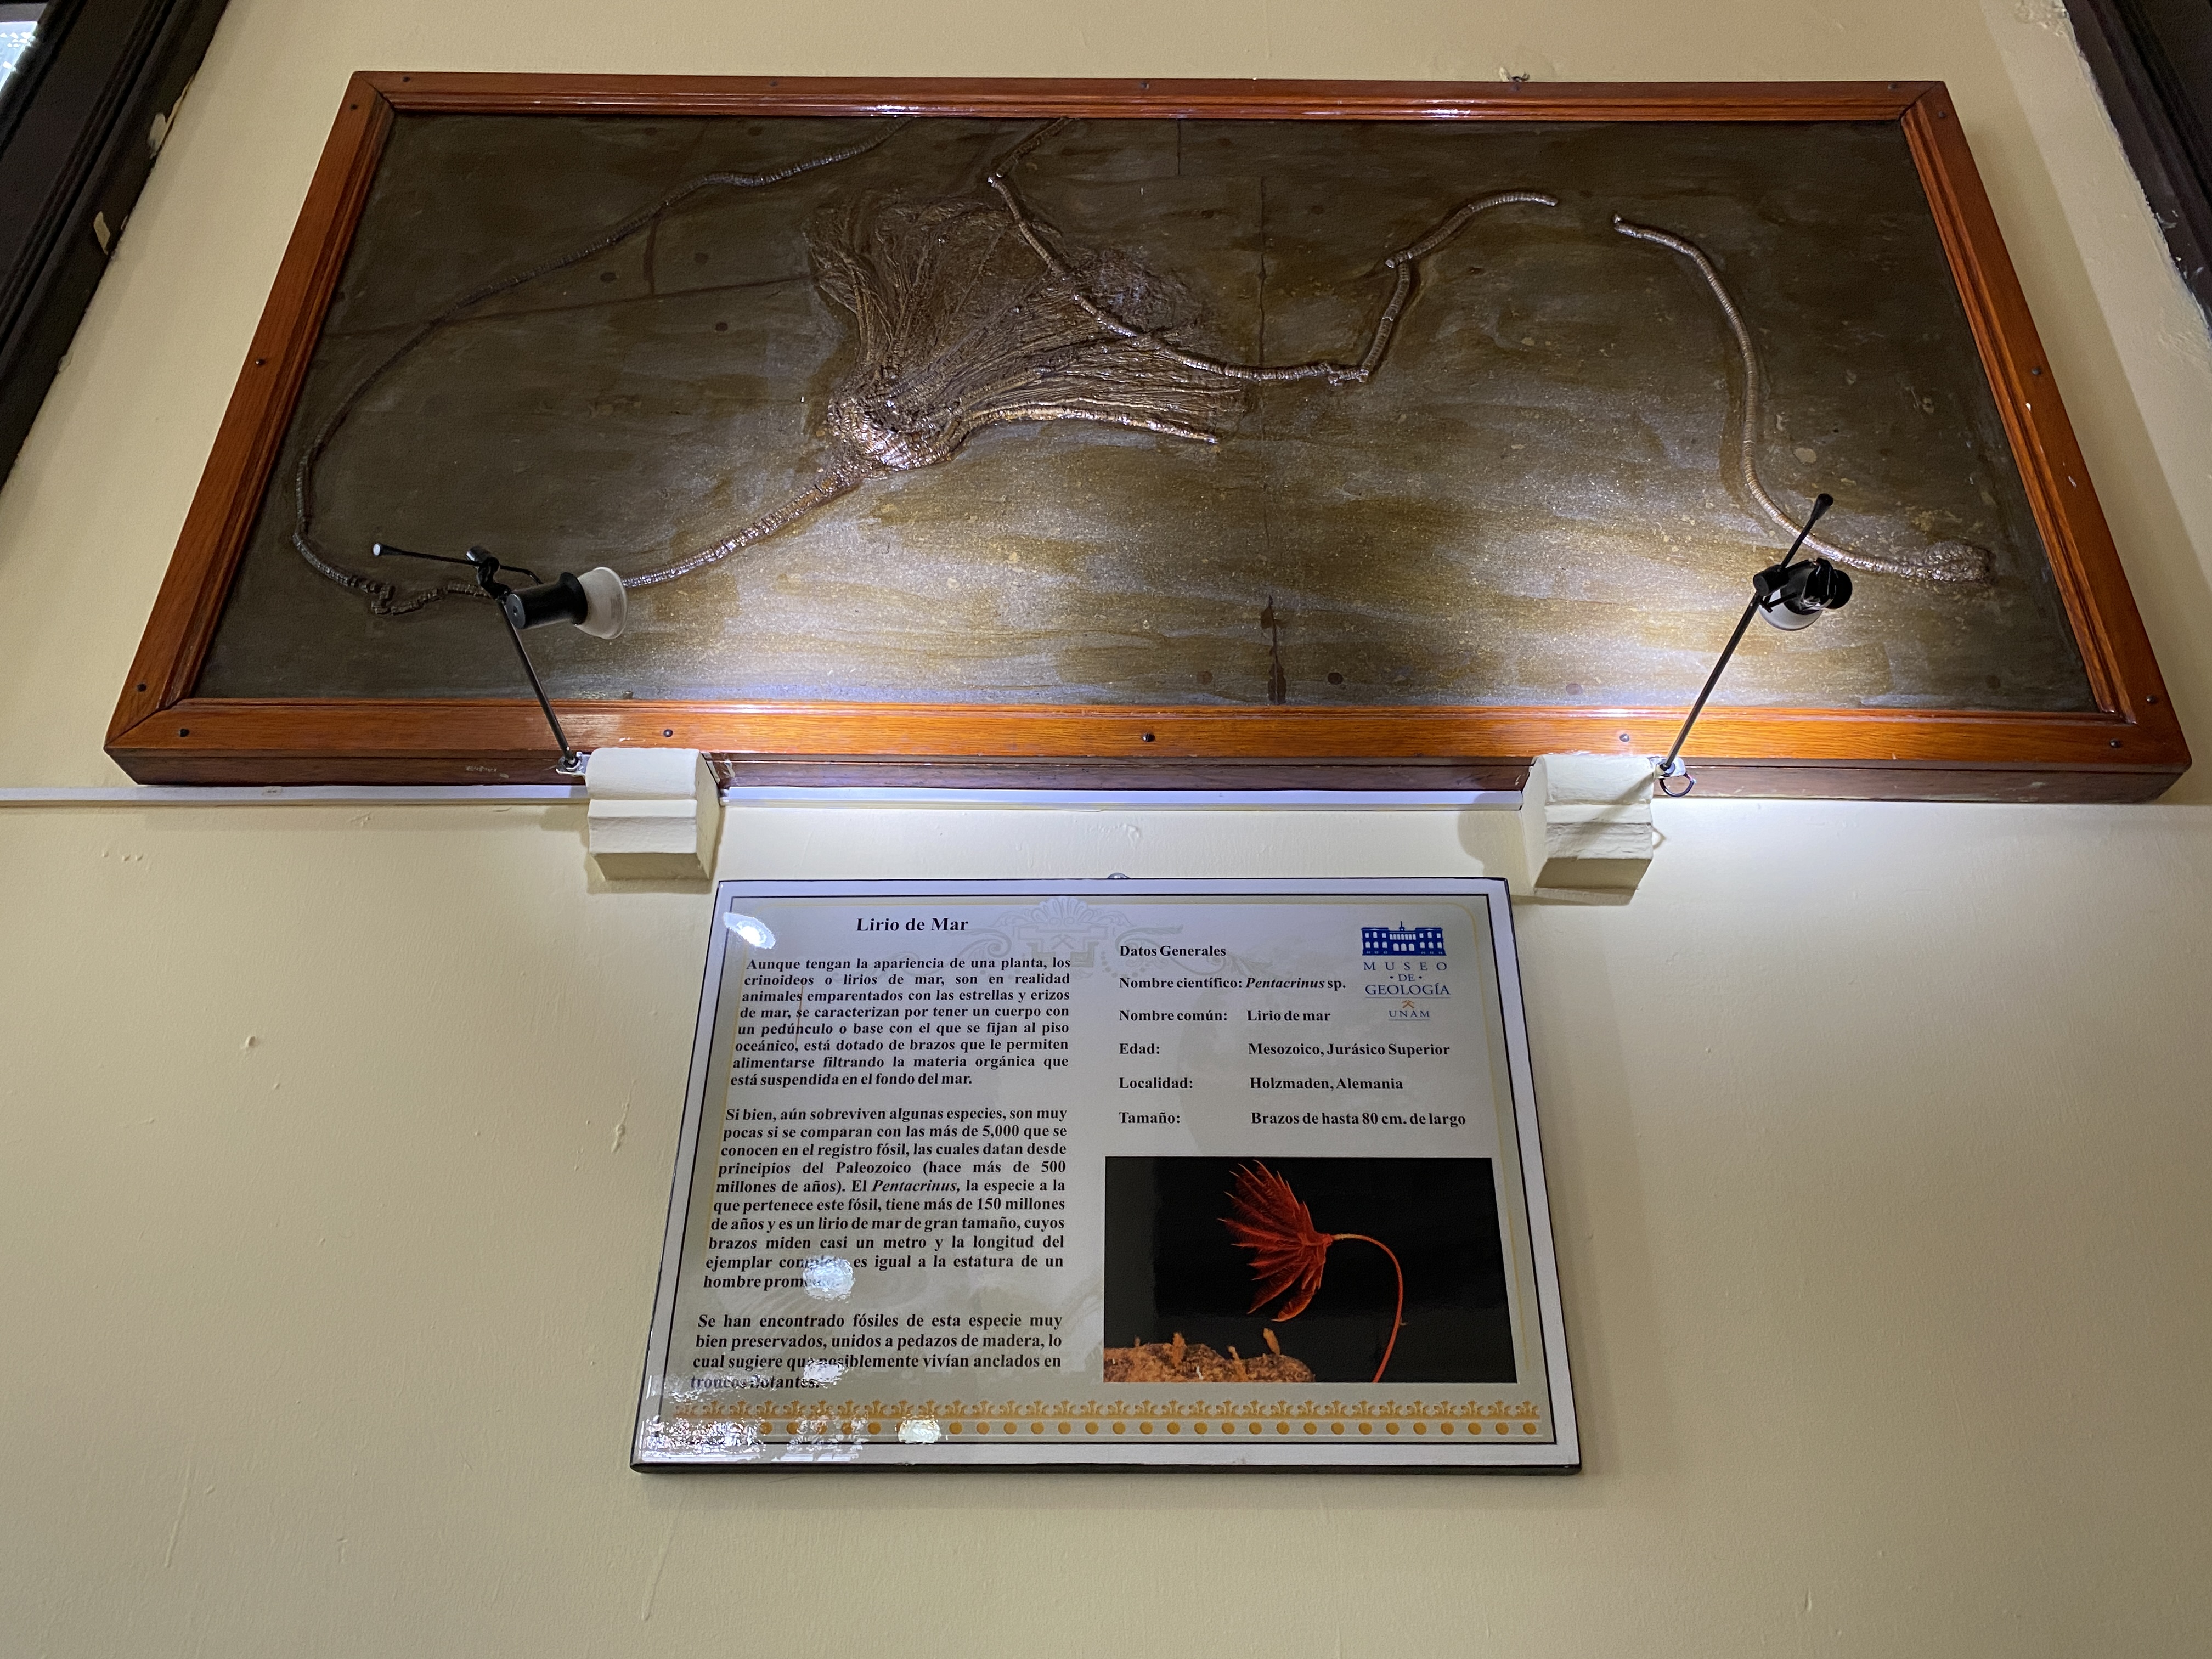 Lirio de Mar
Aunque tengan la apariencia de una planta, los
crinoideos o lirios de mar, son en realidad
animales emparentados con las estrellas y erizos
de mar, se caracterizan por tener un cuerpo con
un pedúnculo o base con el que se fijan al piso
oceánico, está dotado de brazos que le permiten
alimentarse filtrando la materia orgánica que
está suspendida en el fondo del mar.
Si bien, aún sobreviven algunas especies, son muy
pocas si se comparan con las más de 5,000 que se
conocen en el registro fósil, las cuales datan desde
principios del Paleozoico (hace más de 500
millones de años). El Pentacrinus, la especie a la
que pertenece este fósil, tiene más de 150 millones
de años y es un lirio de mar de gran tamaño, cuyos
brazos miden casi un metro y la longitud del
ejemplar es igual a la estatura de un
hombre
Se han encontrado fósiles de esta especie muy
bien preservados, unidos a pedazos de madera, lo
cual sugiere que posiblemente vivían anclados en
troncos flotantes.
Datos Generales
Nombre científico: Pentacrinus sp.
Nombre común: Lirio de mar
Edad: Mesozoico, Jurásico Superior
Localidad: Holzmaden, Alemania
Tamaño: Brazos de hasta 80 cm. de largo
MUSEO
• DE •
GEOLOGÍA
UNAM